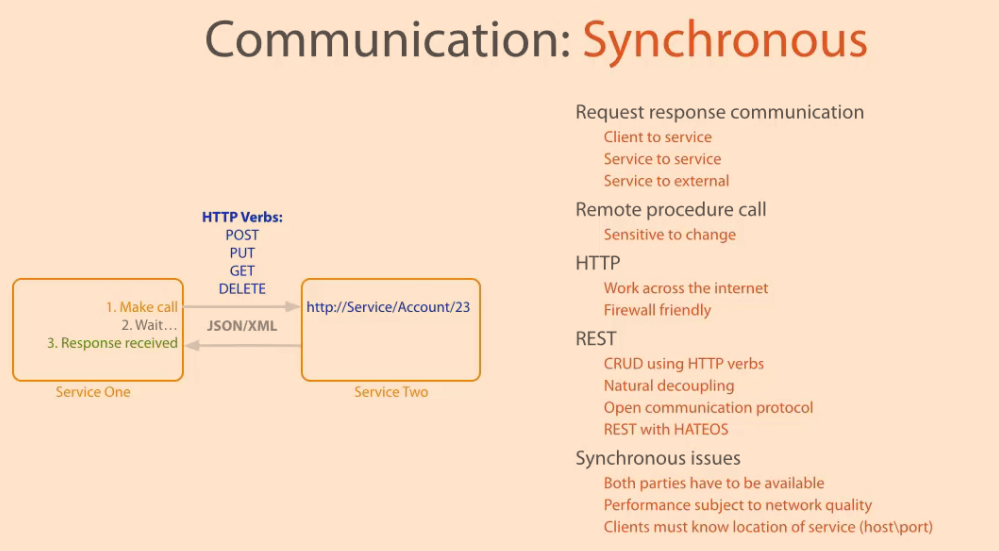 Communication: Synchronous
HTTP Verbs:
POST
PUT
GET
DELETE
1. Make call
2. Wait...
3. Response received
JSON/XML
http://Service/Account/23
Service One
Service Two
Request response communication
Client to service
Service to service
Service to external
Remote procedure call
Sensitive to change
HTTP
Work across the internet
Firewall friendly
REST
CRUD using HTTP verbs
Natural decoupling
Open communication protocol
REST with HATEOS
Synchronous issues
Both parties have to be available
Performance subject to network quality
Clients must know location of service (host\port)